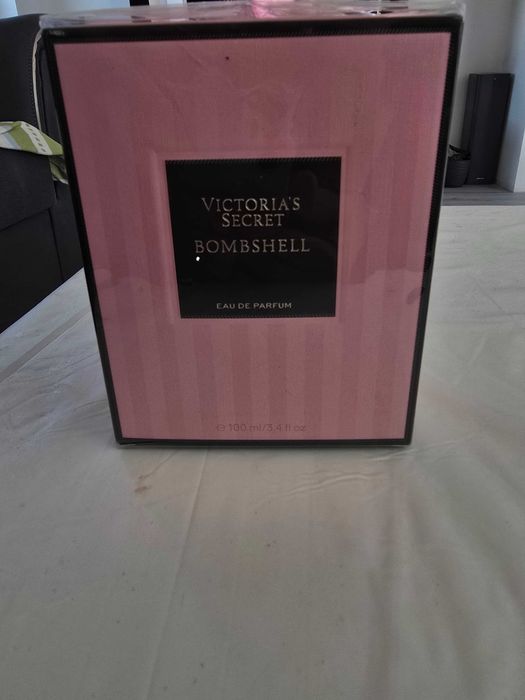 VICTORIA'S
SECRET
BOMBSHELL
EAU DE PARFUM
℮ 100 ml/3.4 fl oz